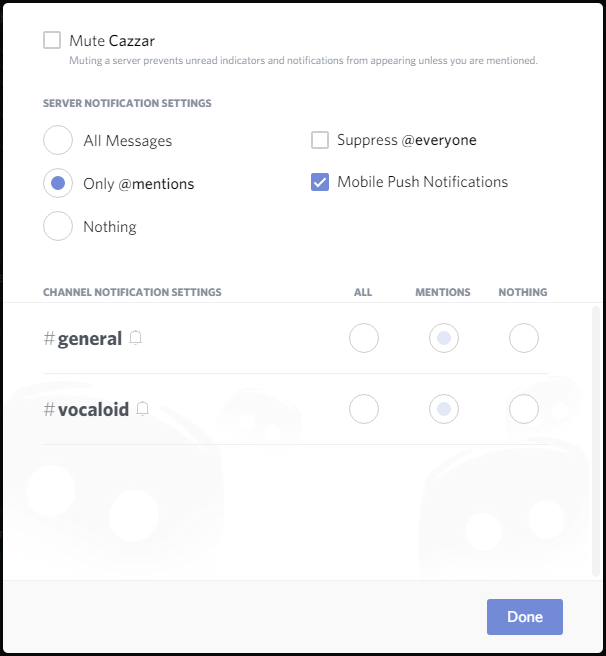 Mute Cazzar
Muting a server prevents unread indicators and notifications from appearing unless you are mentioned.
SERVER NOTIFICATION SETTINGS
All Messages
Suppress @everyone
Only @mentions
Mobile Push Notifications
Nothing
CHANNEL NOTIFICATION SETTINGS ALL MENTIONS NOTHING
#general
#vocaloid
Done